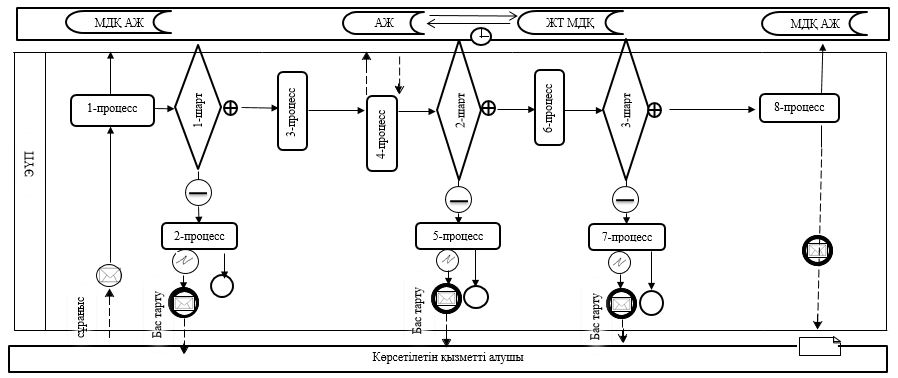 МДҚ АЖ
АЖ
ЖТ МДҚ
МДҚ АЖ
ЭҮТІ
1-процесс
1-шарт
3-процесс
4-процесс
2-шарт
6-процесс
3-шарт
8-процесс
2-процесс
5-процесс
7-процесс
сұраныс
Бас тарту
Бас тарту
Бас тарту
Көрсетілетін қызметті алушы